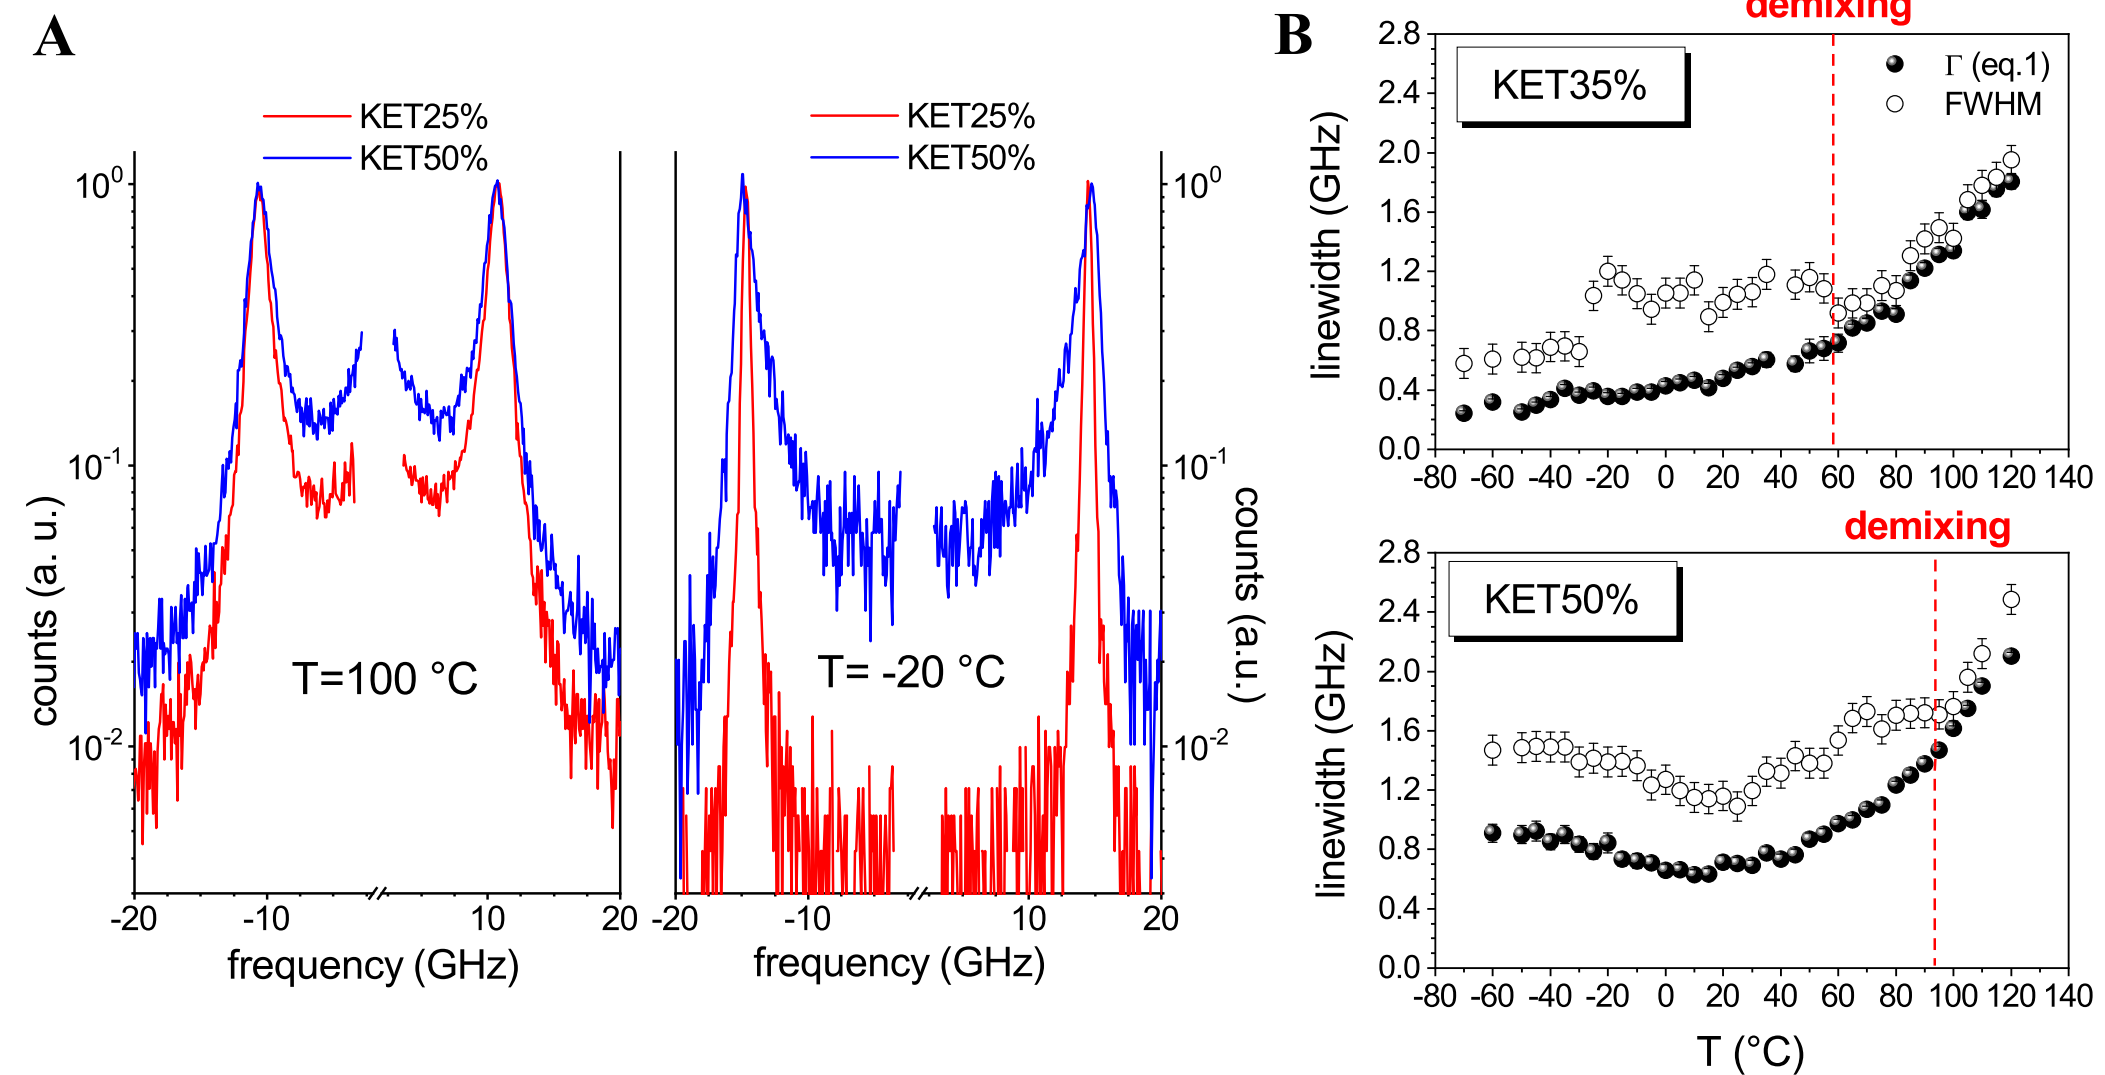 A
KET25%
KET50%
10⁰
10⁻¹
10⁻²
counts (a. u.)
T=100 °C
-20
-10
10
20
frequency (GHz)
KET25%
KET50%
10⁰
10⁻¹
10⁻²
counts (a.u.)
T= -20 °C
-20
-10
10
20
frequency (GHz)
B
demixing
KET35%
Γ (eq.1)
FWHM
linewidth (GHz)
2.8
2.4
2.0
1.6
1.2
0.8
0.4
0.0
-80 -60 -40 -20 0 20 40 60 80 100 120 140
demixing
KET50%
linewidth (GHz)
2.8
2.4
2.0
1.6
1.2
0.8
0.4
0.0
-80 -60 -40 -20 0 20 40 60 80 100 120 140
T (°C)